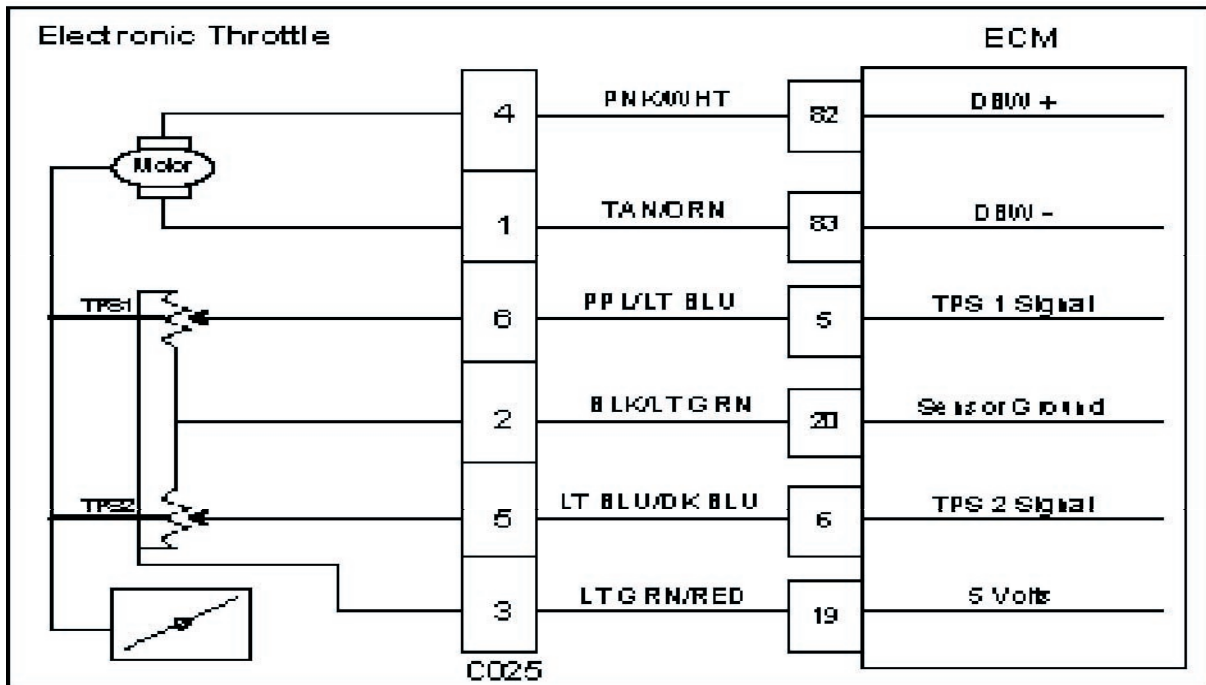 Electronic Throttle
ECM
4 PNK/WHT 82 DBW +
Motor
1 TAN/ORN 83 DBW -
TPS1 6 PPL/LT BLU 5 TPS 1 Signal
2 BLK/LT GRN 20 Sensor Ground
TPS2 5 LT BLU/DK BLU 6 TPS 2 Signal
3 LT GRN/RED 19 5 Volts
C025